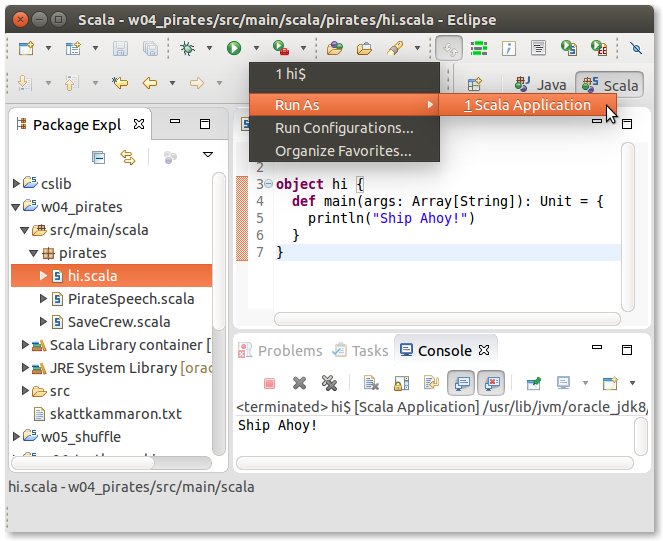 Scala - w04_pirates/src/main/scala/pirates/hi.scala - Eclipse
1 hi$
Java
Scala
Run As
1 Scala Application
Run Configurations...
Organize Favorites...
Package Expl
cslib
w04_pirates
src/main/scala
pirates
hi.scala
PirateSpeech.scala
SaveCrew.scala
Scala Library container [
JRE System Library [orac
src
skattkammaron.txt
w05_shuffle
2
3 object hi {
4 def main(args: Array[String]): Unit = {
5 println("Ship Ahoy!")
6 }
7 }
Problems
Tasks
Console
<terminated> hi$ [Scala Application] /usr/lib/jvm/oracle_jdk8/
Ship Ahoy!
hi.scala - w04_pirates/src/main/scala